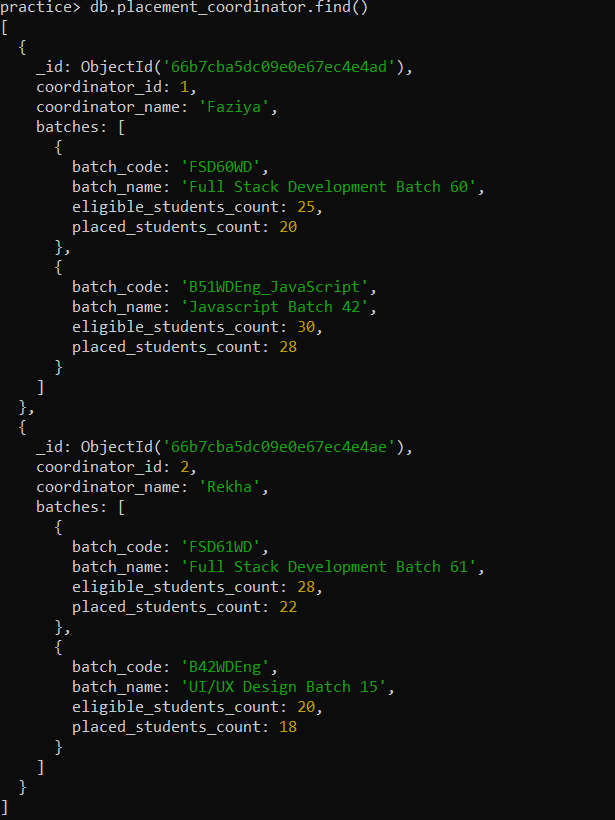 practice> db.placement_coordinator.find()
[
  {
    _id: ObjectId('66b7cba5dc09e0e67ec4e4ad'),
    coordinator_id: 1,
    coordinator_name: 'Faziya',
    batches: [
      {
        batch_code: 'FSD60WD',
        batch_name: 'Full Stack Development Batch 60',
        eligible_students_count: 25,
        placed_students_count: 20
      },
      {
        batch_code: 'B51WDEng_JavaScript',
        batch_name: 'Javascript Batch 42',
        eligible_students_count: 30,
        placed_students_count: 28
      }
    ]
  },
  {
    _id: ObjectId('66b7cba5dc09e0e67ec4e4ae'),
    coordinator_id: 2,
    coordinator_name: 'Rekha',
    batches: [
      {
        batch_code: 'FSD61WD',
        batch_name: 'Full Stack Development Batch 61',
        eligible_students_count: 28,
        placed_students_count: 22
      },
      {
        batch_code: 'B42WDEng',
        batch_name: 'UI/UX Design Batch 15',
        eligible_students_count: 20,
        placed_students_count: 18
      }
    ]
  }
]